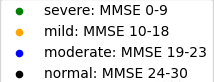 severe: MMSE 0-9
mild: MMSE 10-18
moderate: MMSE 19-23
normal: MMSE 24-30